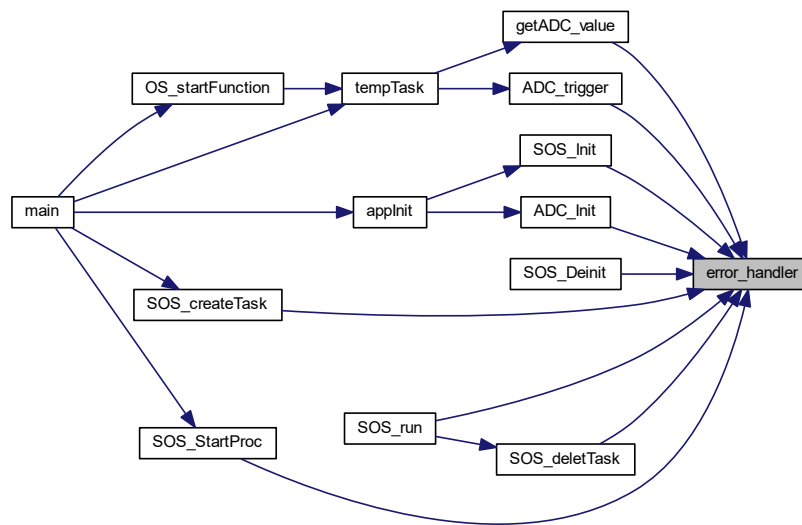 getADC_value
OS_startFunction
tempTask
ADC_trigger
SOS_Init
main
appInit
ADC_Init
SOS_Deinit
error_handler
SOS_createTask
SOS_run
SOS_StartProc
SOS_deletTask